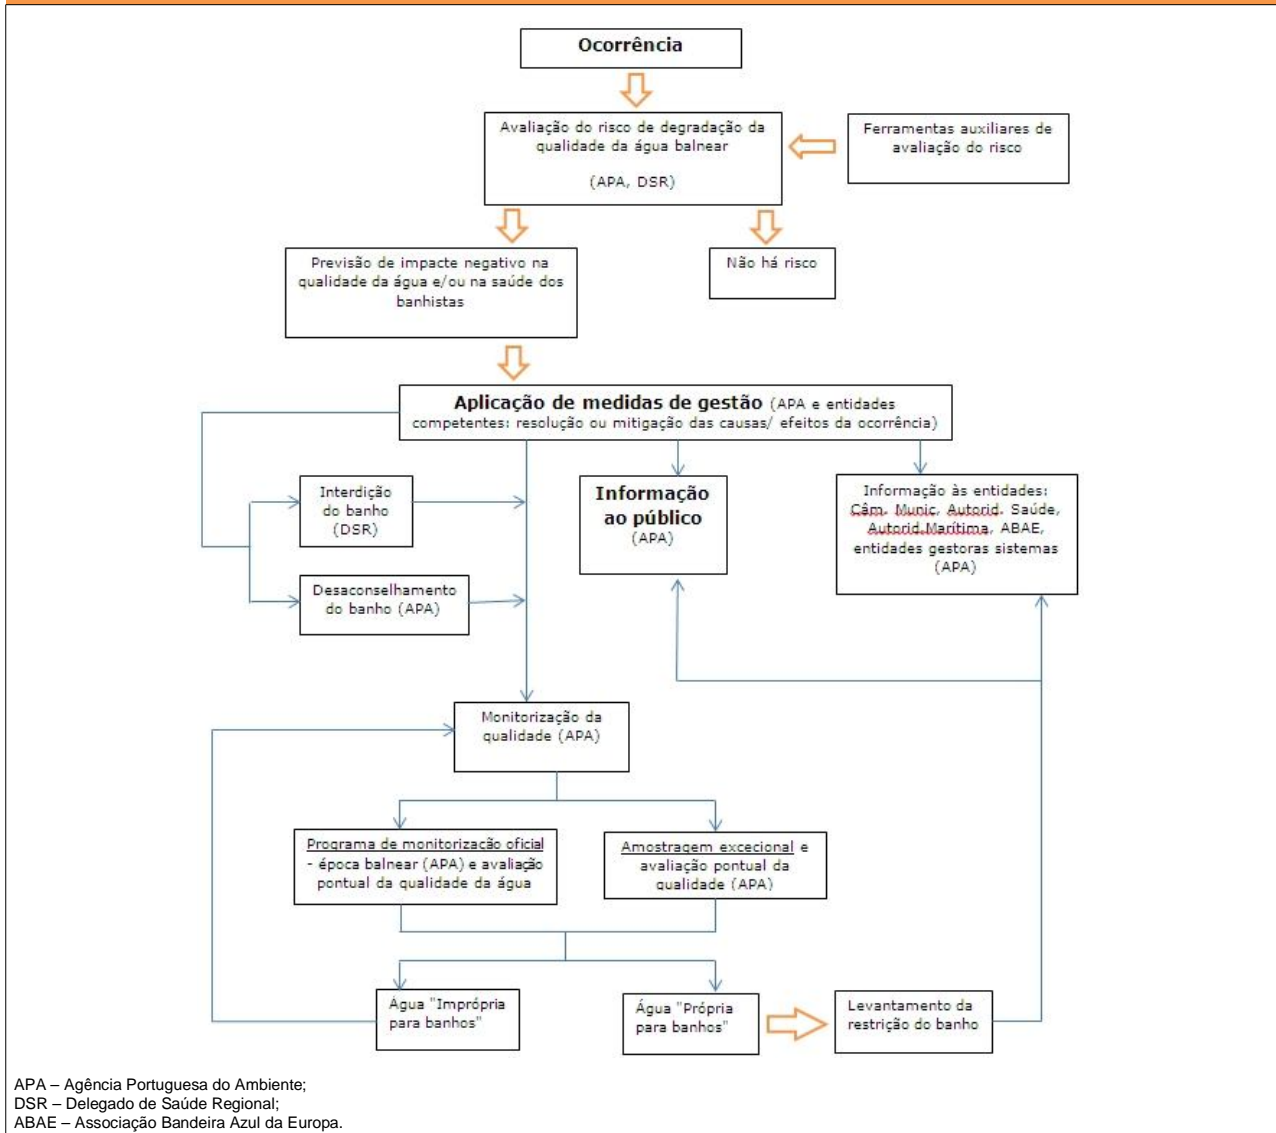 Ocorrência
Avaliação do risco de degradação da
qualidade da água balnear
(APA, DSR)
Ferramentas auxiliares de
avaliação do risco
Previsão de impacte negativo na
qualidade da água e/ou na saúde dos
banhistas
Não há risco
Aplicação de medidas de gestão (APA e entidades
competentes: resolução ou mitigação das causas/ efeitos da ocorrência)
Interdição
do banho
(DSR)
Informação
ao público
(APA)
Informação às entidades:
Câm. Munic, Autorid. Saúde,
Autorid.Marítima, ABAE,
entidades gestoras sistemas
(APA)
Desaconselhamento
do banho (APA)
Monitorização da
qualidade (APA)
Programa de monitorização oficial
- época balnear (APA) e avaliação
pontual da qualidade da água
Amostragem excecional e
avaliação pontual da
qualidade (APA)
Água "Imprópria
para banhos"
Água "Própria
para banhos"
Levantamento da
restrição do banho
APA – Agência Portuguesa do Ambiente;
DSR – Delegado de Saúde Regional;
ABAE – Associação Bandeira Azul da Europa.